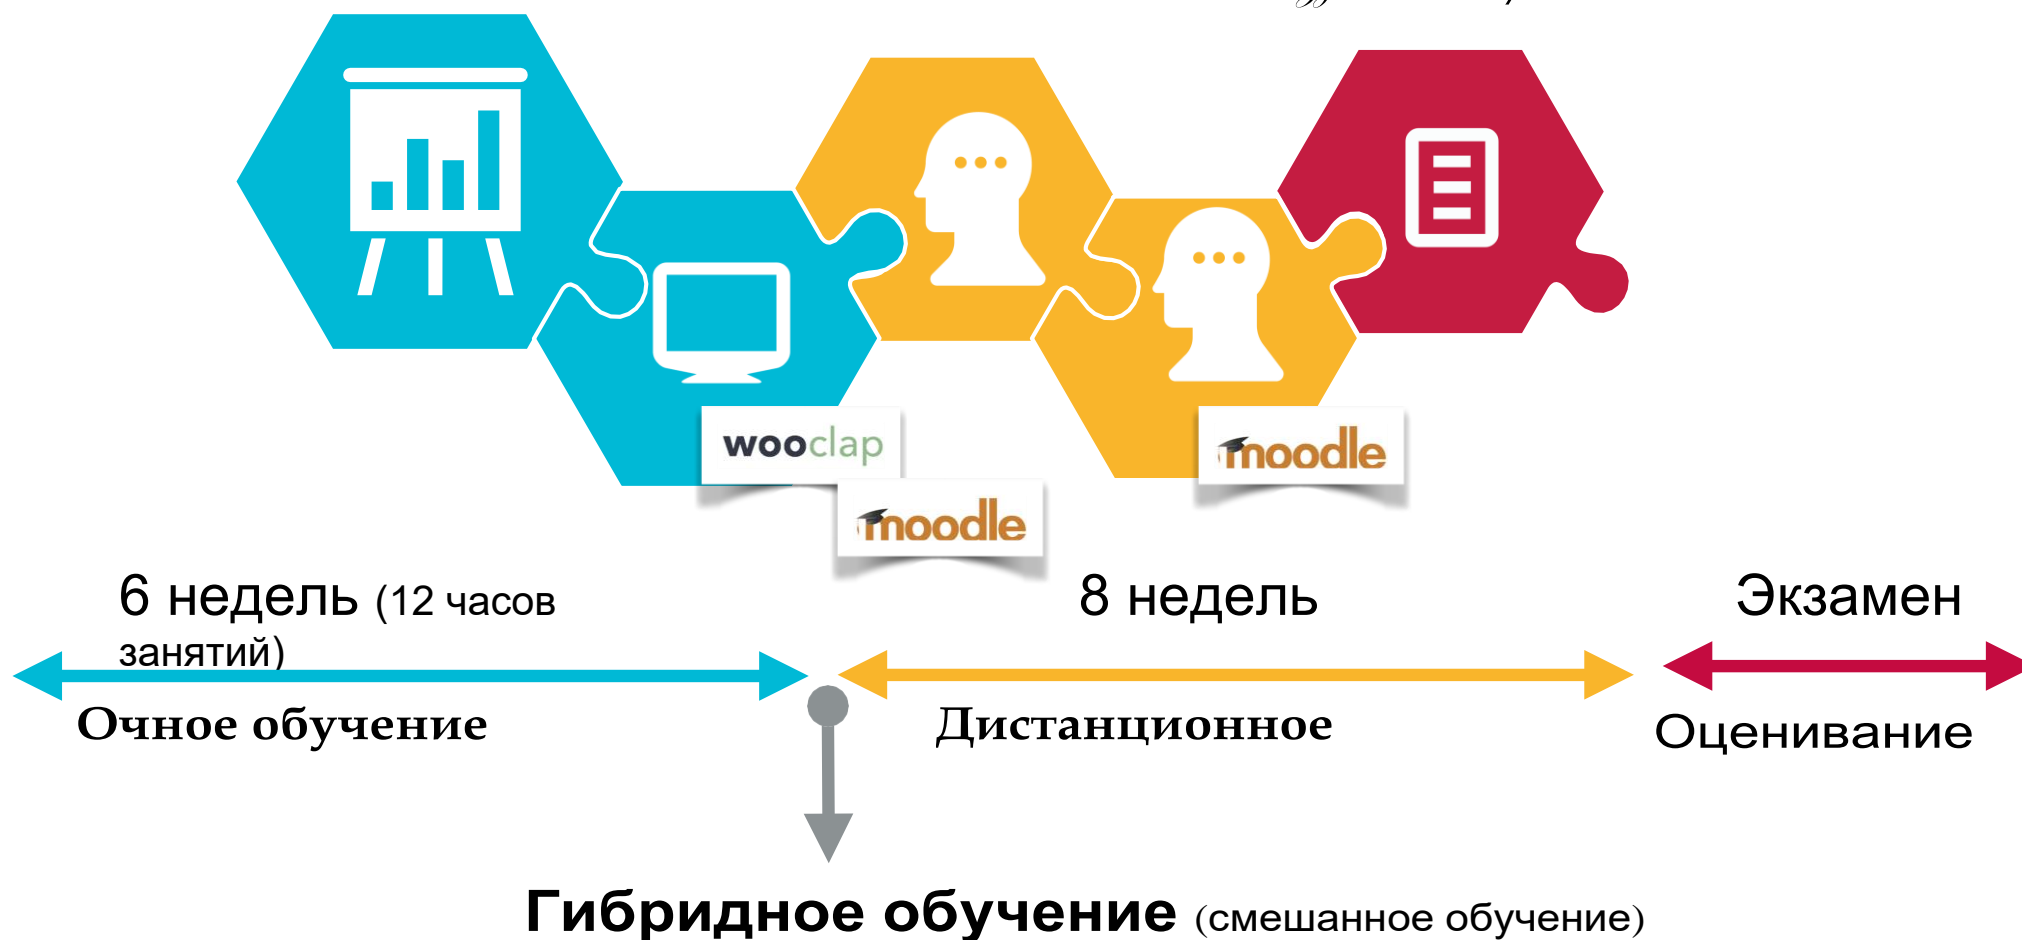 wooclap
moodle
moodle
6 недель (12 часов
занятий)
8 недель
Экзамен
Очное обучение
Дистанционное
Оценивание
Гибридное обучение (смешанное обучение)